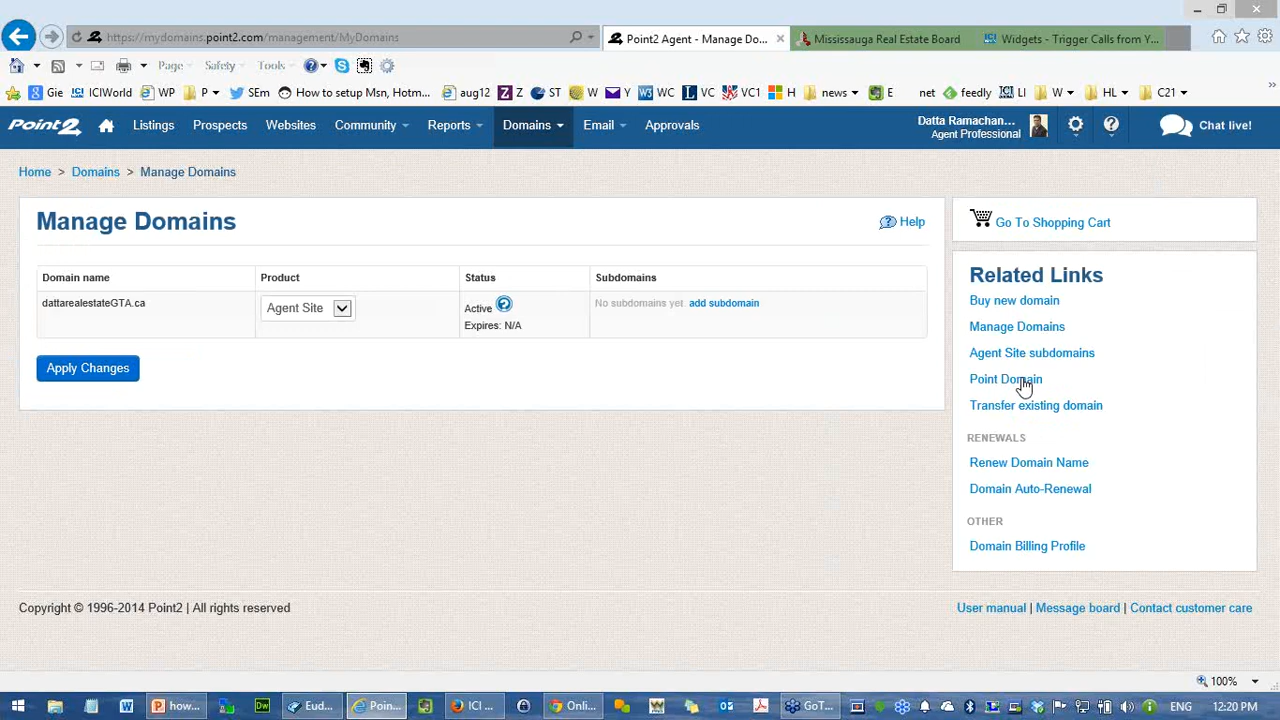 https://mydomains.point2.com/management/MyDomains
Point2 Agent - Manage Do...
Mississauga Real Estate Board
Widgets - Trigger Calls from Y...
Page
Safety
Tools
Gie
ICIWorld
WP
P
SEm
How to setup Msn, Hotm...
aug12
Z
ST
W
Y
WC
VC
VC1
H
news
E
net
feedly
LI
W
HL
C21
Point2
Listings
Prospects
Websites
Community
Reports
Domains
Email
Approvals
Datta Ramachan...
Agent Professional
Chat live!
Home > Domains > Manage Domains
Manage Domains
Help
Domain name
Product
Status
Subdomains
dattarealestateGTA.ca
Agent Site
Active
Expires: N/A
No subdomains yet add subdomain
Apply Changes
Go To Shopping Cart
Related Links
Buy new domain
Manage Domains
Agent Site subdomains
Point Domain
Transfer existing domain
RENEWALS
Renew Domain Name
Domain Auto-Renewal
OTHER
Domain Billing Profile
Copyright © 1996-2014 Point2 | All rights reserved
User manual | Message board | Contact customer care
100%
how...
Eud...
Poin...
ICI ...
Onli...
GoT...
ENG
12:20 PM